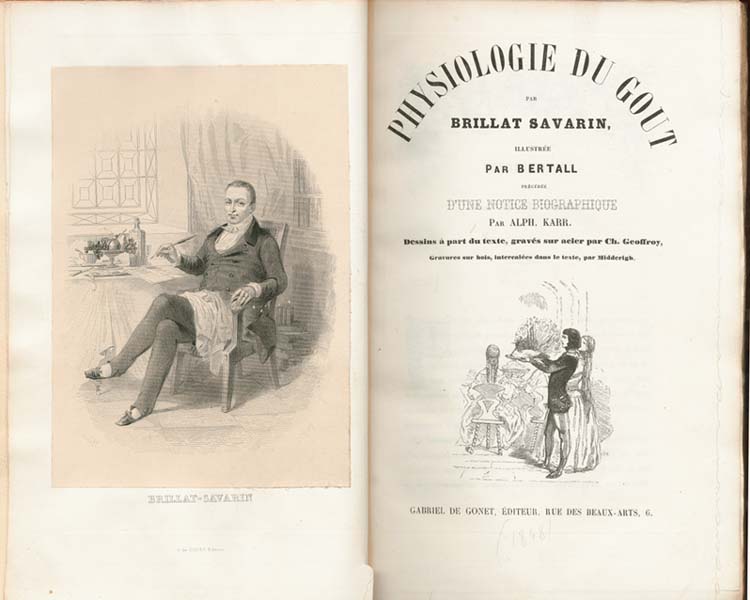 BRILLAT-SAVARIN
PHYSIOLOGIE DU GOUT
PAR
BRILLAT SAVARIN,
ILLUSTRÉE
PAR BERTALL
PRÉCÉDÉE
D'UNE NOTICE BIOGRAPHIQUE
PAR ALPH. KARR.
Dessins à part du texte, gravés sur acier par Ch. Geoffroy,
Gravures sur bois, intercalées dans le texte, par Midderigh.
GABRIEL DE GONET, ÉDITEUR, RUE DES BEAUX-ARTS, 6.
(1848)